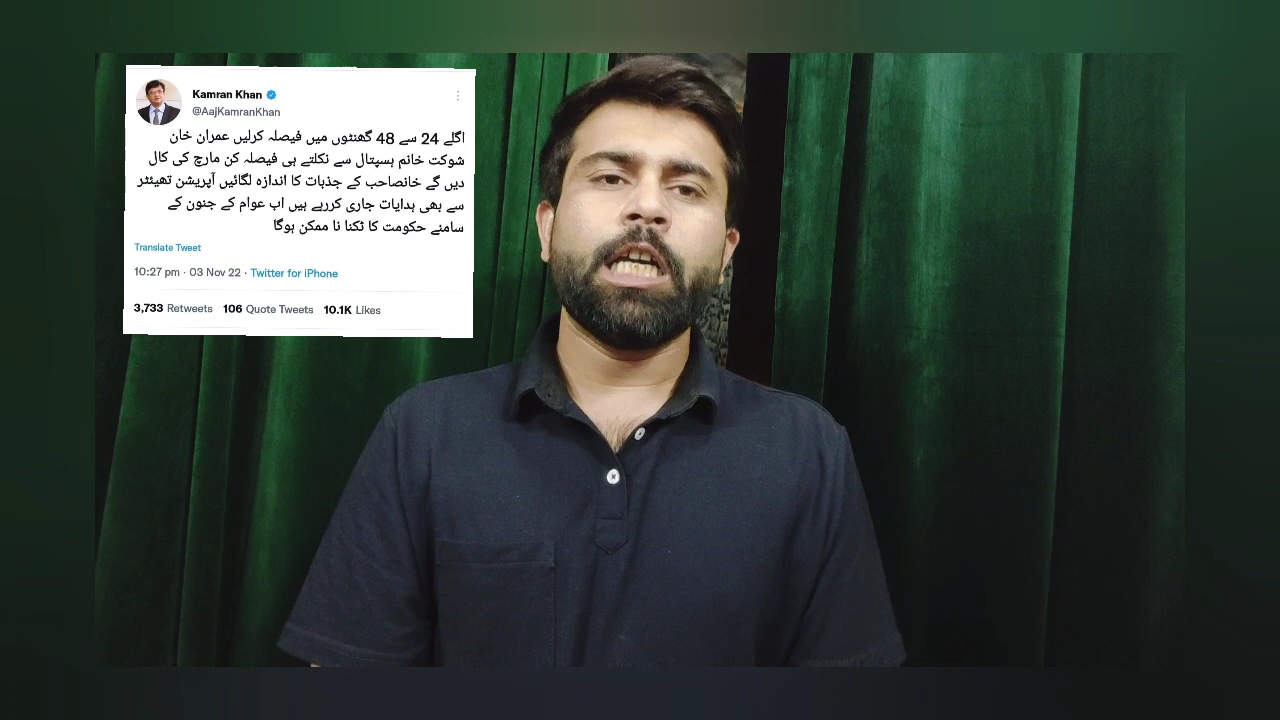 Kamran Khan
@AajKamranKhan
اگلے 24 سے 48 گھنٹوں میں فیصلہ کرلیں عمران خان
شوکت خانم ہسپتال سے نکلتے ہی فیصلہ کن مارچ کی کال
دیں گے خانصاحب کے جذبات کا اندازہ لگائیں آپریشن تھیئٹر
سے بھی ہدایات جاری کررہے ہیں اب عوام کے جنون کے
سامنے حکومت کا ٹکنا نا ممکن ہوگا
Translate Tweet
10:27 pm · 03 Nov 22 · Twitter for iPhone
3,733 Retweets 106 Quote Tweets 10.1K Likes